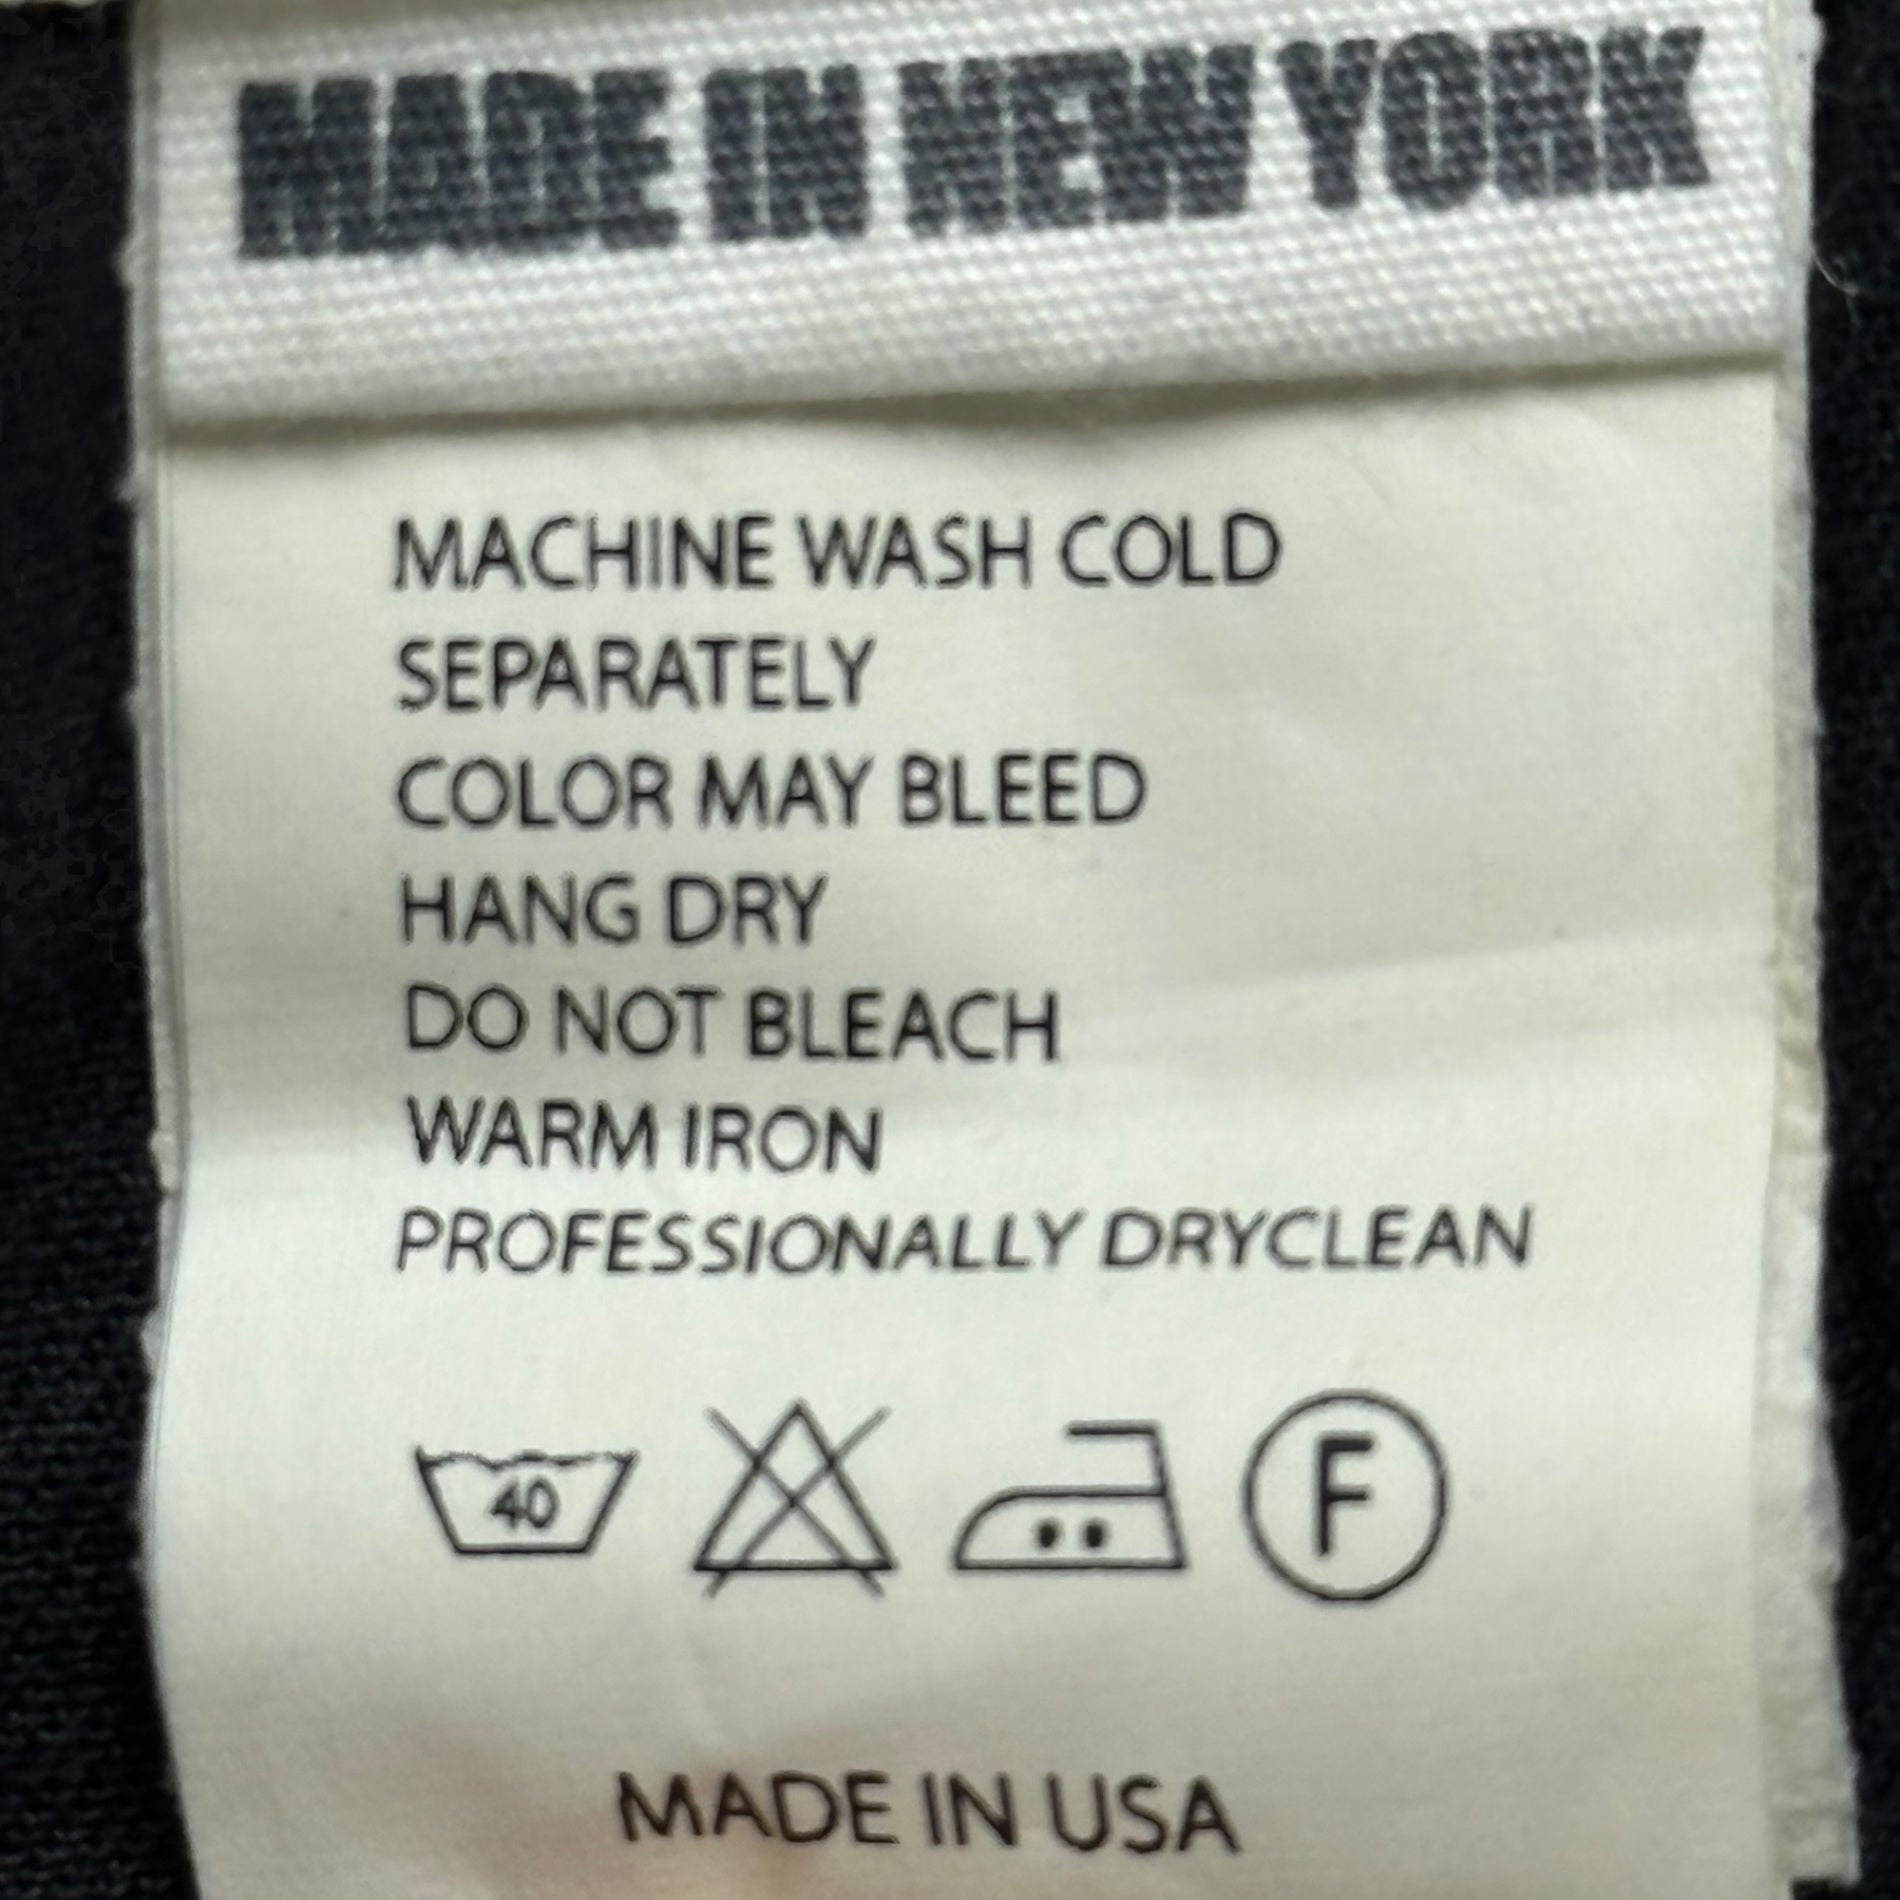 MADE IN NEW YORK
MACHINE WASH COLD
SEPARATELY
COLOR MAY BLEED
HANG DRY
DO NOT BLEACH
WARM IRON
PROFESSIONALLY DRYCLEAN
40 F
MADE IN USA